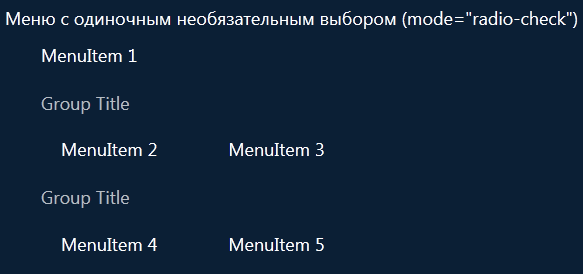 Меню с одиночным необязательным выбором (mode="radio-check")
MenuItem 1
Group Title
MenuItem 2 MenuItem 3
Group Title
MenuItem 4 MenuItem 5